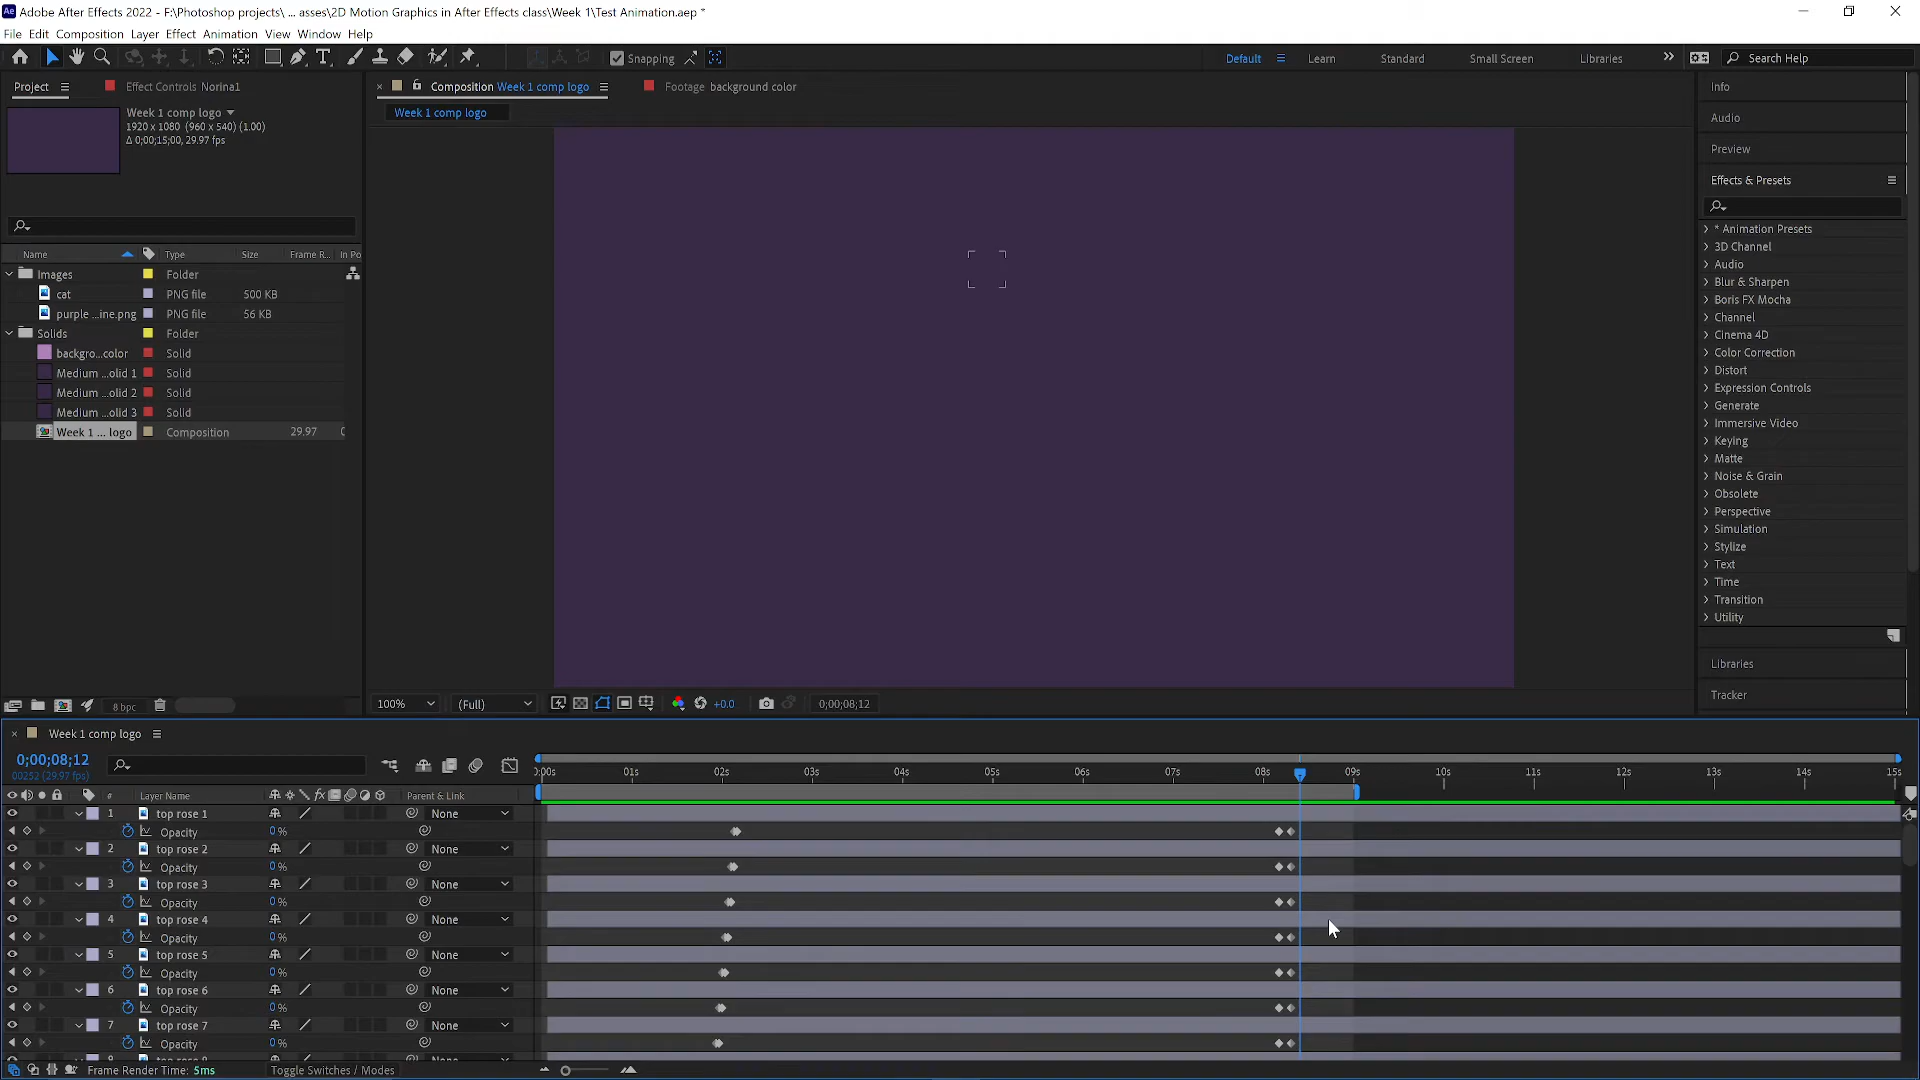 Adobe After Effects 2022 - F:\Photoshop projects\ ... asses\2D Motion Graphics in After Effects class\Week 1\Test Animation.aep *
File Edit Composition Layer Effect Animation View Window Help
Snapping
Default Learn Standard Small Screen Libraries
Search Help
Project
Effect Controls Norina1
Week 1 comp logo
1920 x 1080 (960 x 540) (1.00)
Δ 0;00;15;00, 29.97 fps
Name Type Size Frame R... In Po
Images Folder
cat PNG file 500 KB
purple ...ine.png PNG file 56 KB
Solids Folder
backgro...color Solid
Medium ...olid 1 Solid
Medium ...olid 2 Solid
Medium ...olid 3 Solid
Week 1 ... logo Composition 29.97
8 bpc
Composition Week 1 comp logo
Footage background color
Week 1 comp logo
100% (Full) +0.0 0;00;08;12
Info
Audio
Preview
Effects & Presets
* Animation Presets
3D Channel
Audio
Blur & Sharpen
Boris FX Mocha
Channel
Cinema 4D
Color Correction
Distort
Expression Controls
Generate
Immersive Video
Keying
Matte
Noise & Grain
Obsolete
Perspective
Simulation
Stylize
Text
Time
Transition
Utility
Libraries
Tracker
Week 1 comp logo
0;00;08;12
00252 (29.97 fps)
# Layer Name Parent & Link
:00s 01s 02s 03s 04s 05s 06s 07s 08s 09s 10s 11s 12s 13s 14s 15s
1 top rose 1 None
Opacity 0 %
2 top rose 2 None
Opacity 0 %
3 top rose 3 None
Opacity 0 %
4 top rose 4 None
Opacity 0 %
5 top rose 5 None
Opacity 0 %
6 top rose 6 None
Opacity 0 %
7 top rose 7 None
Opacity 0 %
Frame Render Time: 5ms
Toggle Switches / Modes